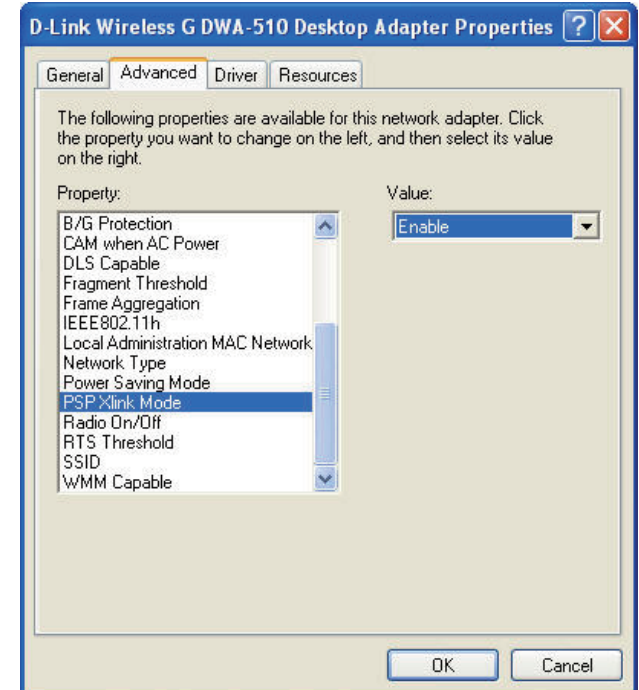 D-Link Wireless G DWA-510 Desktop Adapter Properties
General Advanced Driver Resources
The following properties are available for this network adapter. Click
the property you want to change on the left, and then select its value
on the right.
Property: Value:
B/G Protection Enable
CAM when AC Power
DLS Capable
Fragment Threshold
Frame Aggregation
IEEE802.11h
Local Administration MAC Network
Network Type
Power Saving Mode
PSP Xlink Mode
Radio On/Off
RTS Threshold
SSID
WMM Capable
OK Cancel